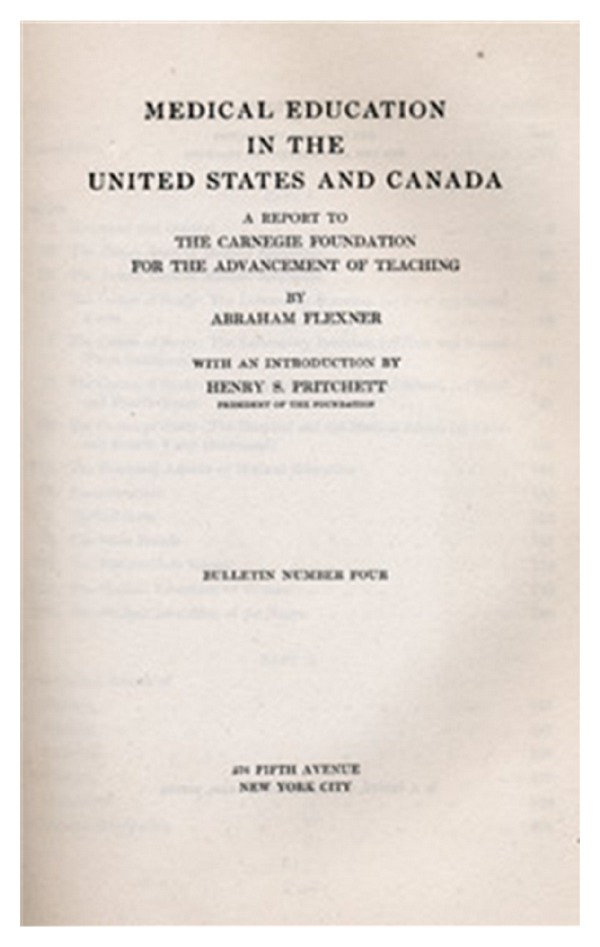 MEDICAL EDUCATION
IN THE
UNITED STATES AND CANADA
A REPORT TO
THE CARNEGIE FOUNDATION
FOR THE ADVANCEMENT OF TEACHING
BY
ABRAHAM FLEXNER
WITH AN INTRODUCTION BY
HENRY S. PRITCHETT
PRESIDENT OF THE FOUNDATION
BULLETIN NUMBER FOUR
576 FIFTH AVENUE
NEW YORK CITY